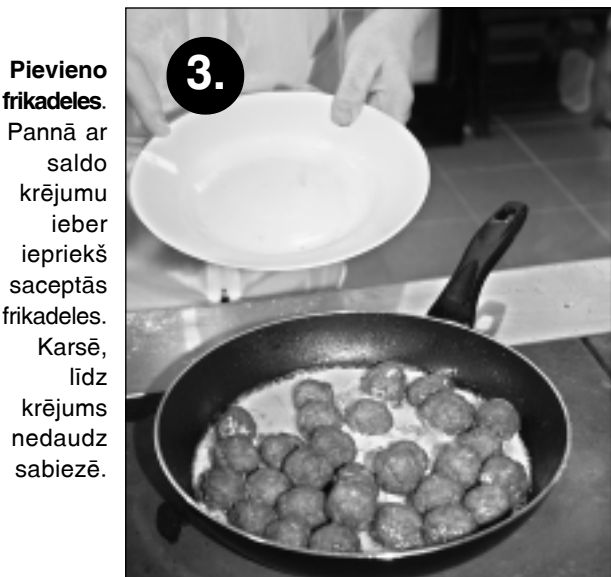 Pievieno
frikadeles.
Pannā ar
saldo
krējumu
ieber
iepriekš
saceptās
frikadeles.
Karsē,
līdz
krējums
nedaudz
sabiezē.
3.